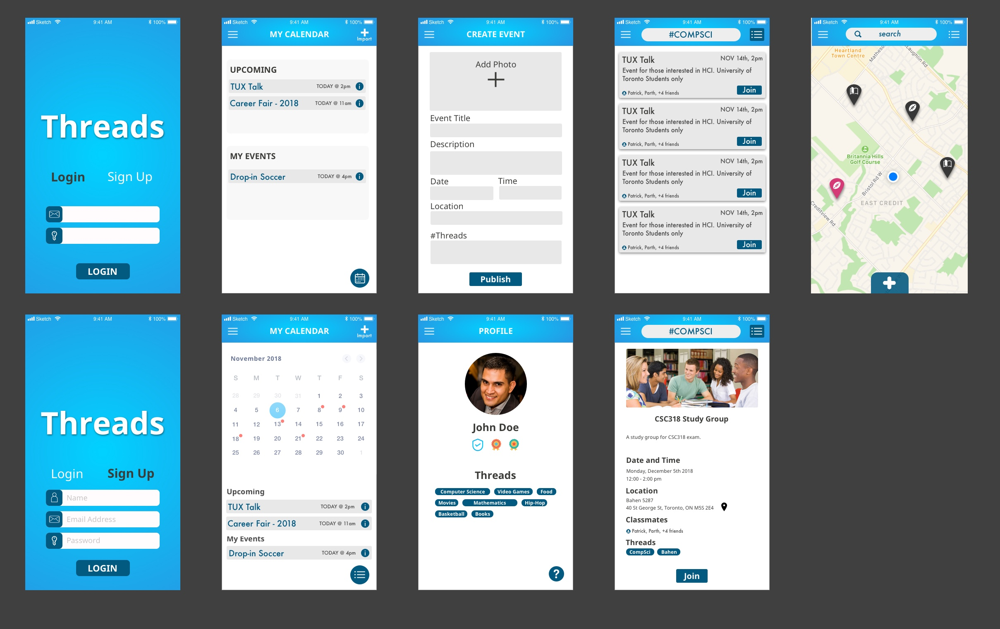 Sketch 9:41 AM 100%
Threads
Login Sign Up
LOGIN
Sketch 9:41 AM 100%
MY CALENDAR
Import
UPCOMING
TUX Talk TODAY @ 2pm
Career Fair - 2018 TODAY @ 11am
MY EVENTS
Drop-in Soccer TODAY @ 4pm
Sketch 9:41 AM 100%
CREATE EVENT
Add Photo
Event Title
Description
Date Time
Location
#Threads
Publish
Sketch 9:41 AM 100%
#COMPSCI
TUX Talk NOV 14th, 2pm
Event for those interested in HCI. University of
Toronto Students only
Patrick, Parth, +4 friends Join
TUX Talk NOV 14th, 2pm
Event for those interested in HCI. University of
Toronto Students only
Patrick, Parth, +4 friends Join
TUX Talk NOV 14th, 2pm
Event for those interested in HCI. University of
Toronto Students only
Patrick, Parth, +4 friends Join
TUX Talk NOV 14th, 2pm
Event for those interested in HCI. University of
Toronto Students only
Patrick, Parth, +4 friends Join
Sketch 9:41 AM 100%
search
Heartland
Town Centre
Matheso
Laughlin Rd
Britannia Hills
Golf Course
Bristol Rd W
EAST CREDIT
Creditview Rd
Sketch 9:41 AM 100%
Threads
Login Sign Up
Name
Email Address
Password
LOGIN
Sketch 9:41 AM 100%
MY CALENDAR
Import
November 2018
S M T W T F S
28 29 30 31 1 2 3
4 5 6 7 8 9 10
11 12 13 14 15 16 17
18 19 20 21 22 23 24
25 26 27 28 29 30 1
Upcoming
TUX Talk TODAY @ 2pm
Career Fair - 2018 TODAY @ 11am
My Events
Drop-in Soccer TODAY @ 4pm
Sketch 9:41 AM 100%
PROFILE
John Doe
Threads
Computer Science Video Games Food
Movies Mathematics Hip-Hop
Basketball Books
?
Sketch 9:41 AM 100%
#COMPSCI
CSC318 Study Group
A study group for CSC318 exam.
Date and Time
Monday, December 5th 2018
12:00 - 2:00 pm
Location
Bahen 5287
40 St George St, Toronto, ON M5S 2E4
Classmates
Patrick, Parth, +4 friends
Threads
CompSci Bahen
Join